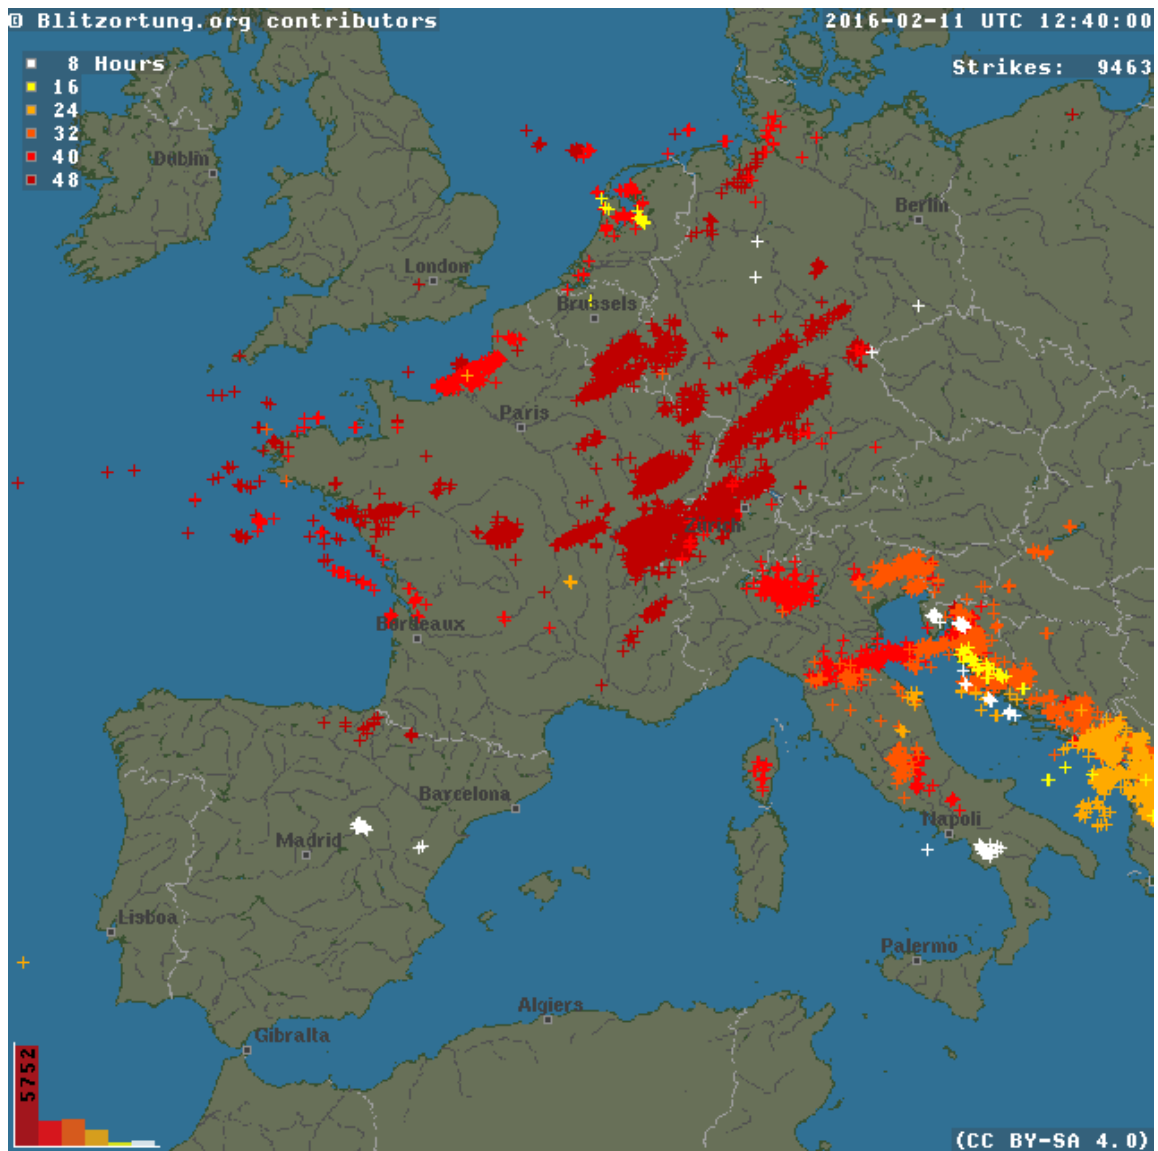 © Blitzortung.org contributors
2016-02-11 UTC 12:40:00
8 Hours
Strikes: 9463
16
24
32
40
48
Dublin
Berlin
London
Brussels
Paris
Zürich
Bordeaux
Barcelona
Madrid
Napoli
Lisboa
Palermo
Algiers
Gibralta
5752
(CC BY-SA 4.0)